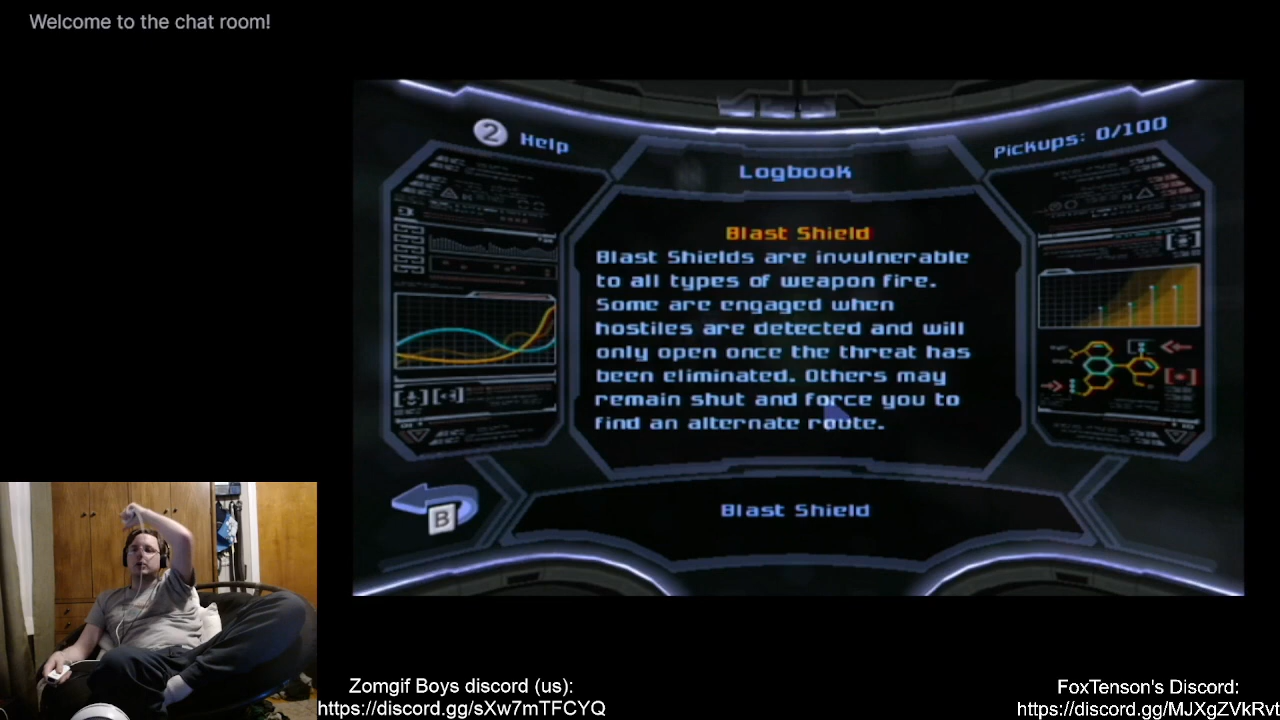 Welcome to the chat room!
2 Help
Pickups: 0/100
Logbook
Blast Shield
Blast Shields are invulnerable
to all types of weapon fire.
Some are engaged when
hostiles are detected and will
only open once the threat has
been eliminated. Others may
remain shut and force you to
find an alternate route.
B
Blast Shield
Zomgif Boys discord (us):
https://discord.gg/sXw7mTFCYQ
FoxTenson's Discord:
https://discord.gg/MJXgZVkRvt